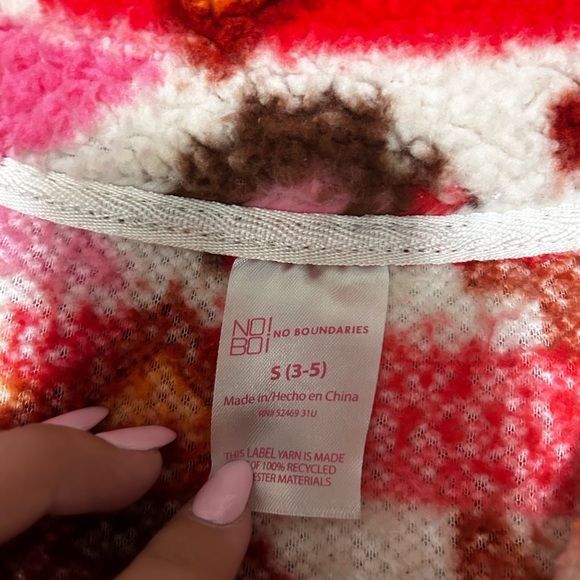 NO!
BO!
NO BOUNDARIES
S (3-5)
Made in/Hecho en China
RN# 52469 31U
THIS LABEL YARN IS MADE
OF 100% RECYCLED
MATERIALS